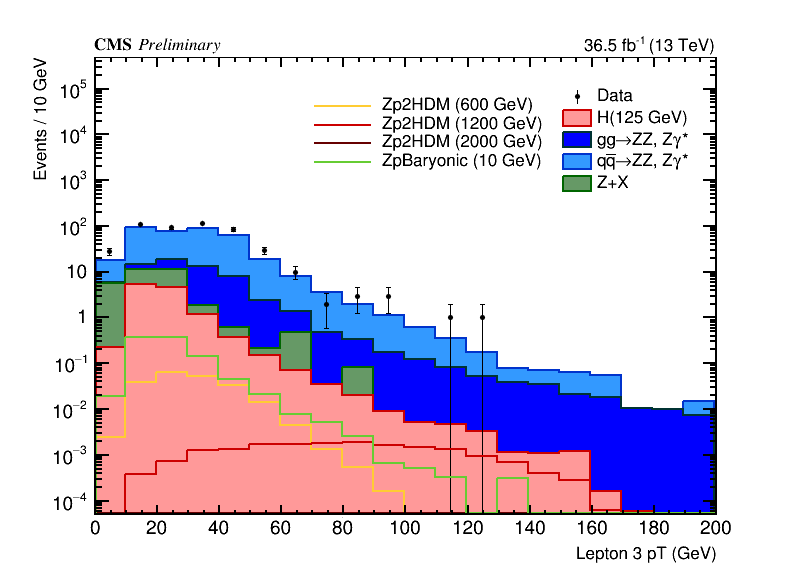 CMS Preliminary 36.5 fb⁻¹ (13 TeV)
Events / 10 GeV
10⁵
10⁴
10³
10²
10
1
10⁻¹
10⁻²
10⁻³
10⁻⁴
Zp2HDM (600 GeV)
Zp2HDM (1200 GeV)
Zp2HDM (2000 GeV)
ZpBaryonic (10 GeV)
Data
H(125 GeV)
gg→ZZ, Zγ*
qq̅→ZZ, Zγ*
Z+X
0 20 40 60 80 100 120 140 160 180 200
Lepton 3 pT (GeV)